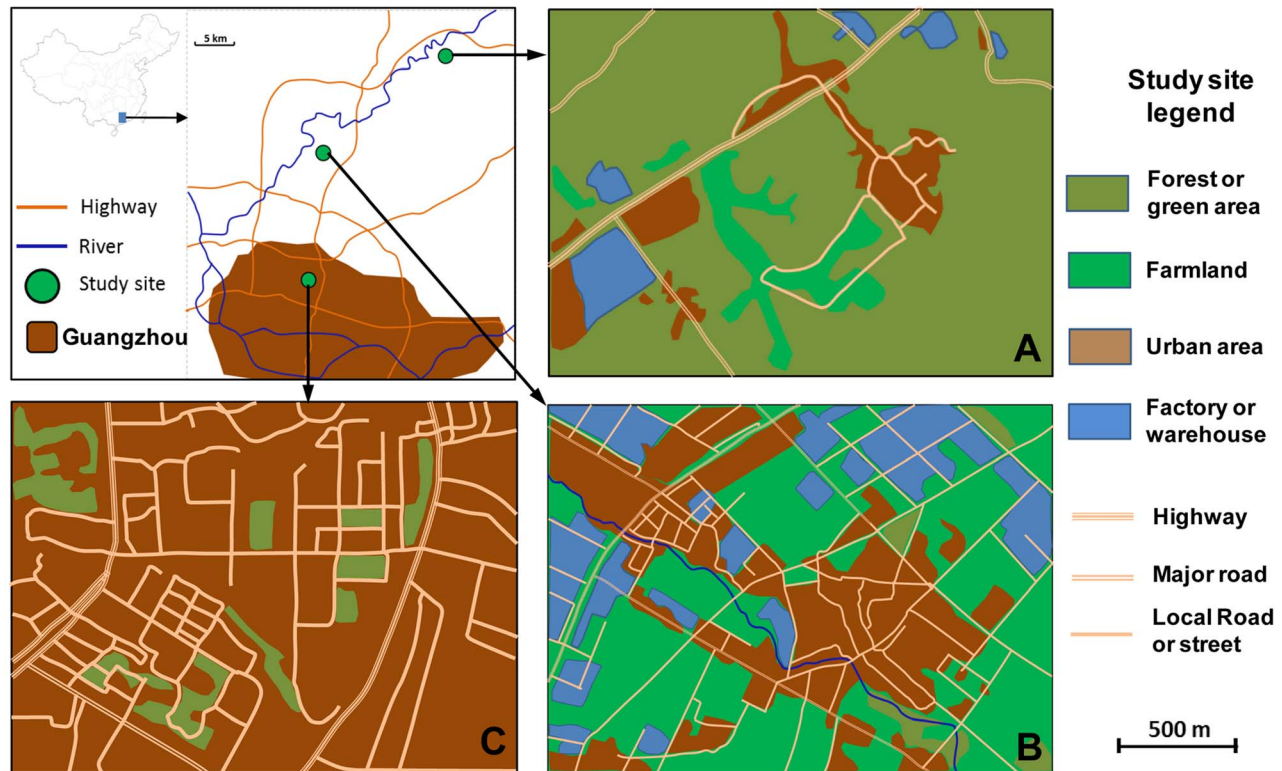 5 km
Highway
River
Study site
Guangzhou
A
C
B
Study site
legend
Forest or
green area
Farmland
Urban area
Factory or
warehouse
Highway
Major road
Local Road
or street
500 m